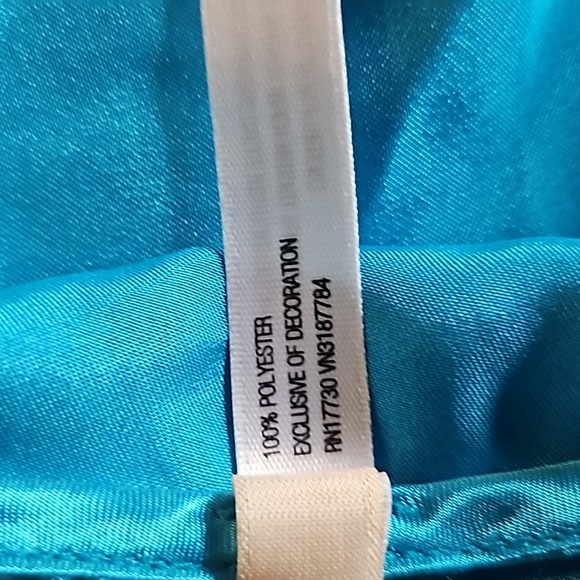 100% POLYESTER
EXCLUSIVE OF DECORATION
RN17730 VN3187784